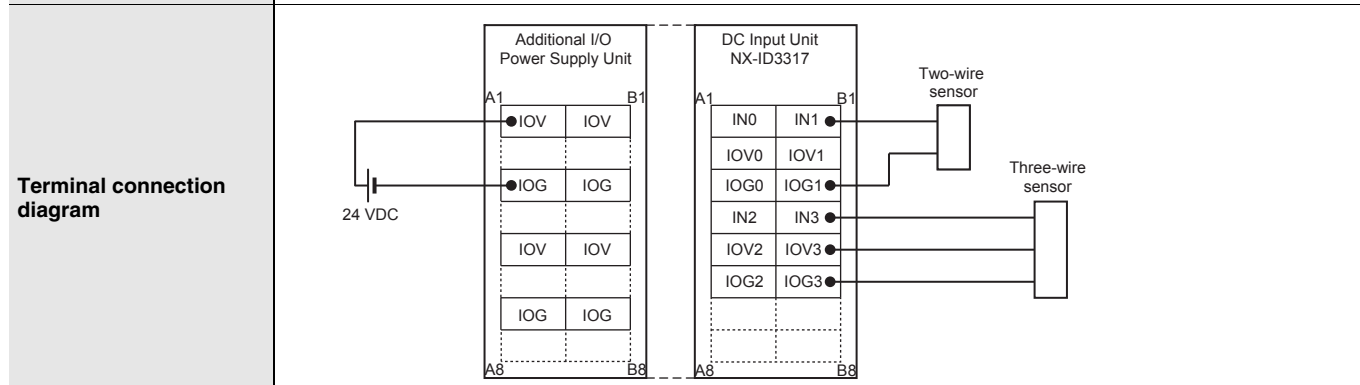 Terminal connection
diagram
24 VDC
Additional I/O
Power Supply Unit
A1 B1
IOV IOV
IOG IOG
IOV IOV
IOG IOG
A8 B8
DC Input Unit
NX-ID3317
A1 B1
IN0 IN1
IOV0 IOV1
IOG0 IOG1
IN2 IN3
IOV2 IOV3
IOG2 IOG3
A8 B8
Two-wire
sensor
Three-wire
sensor